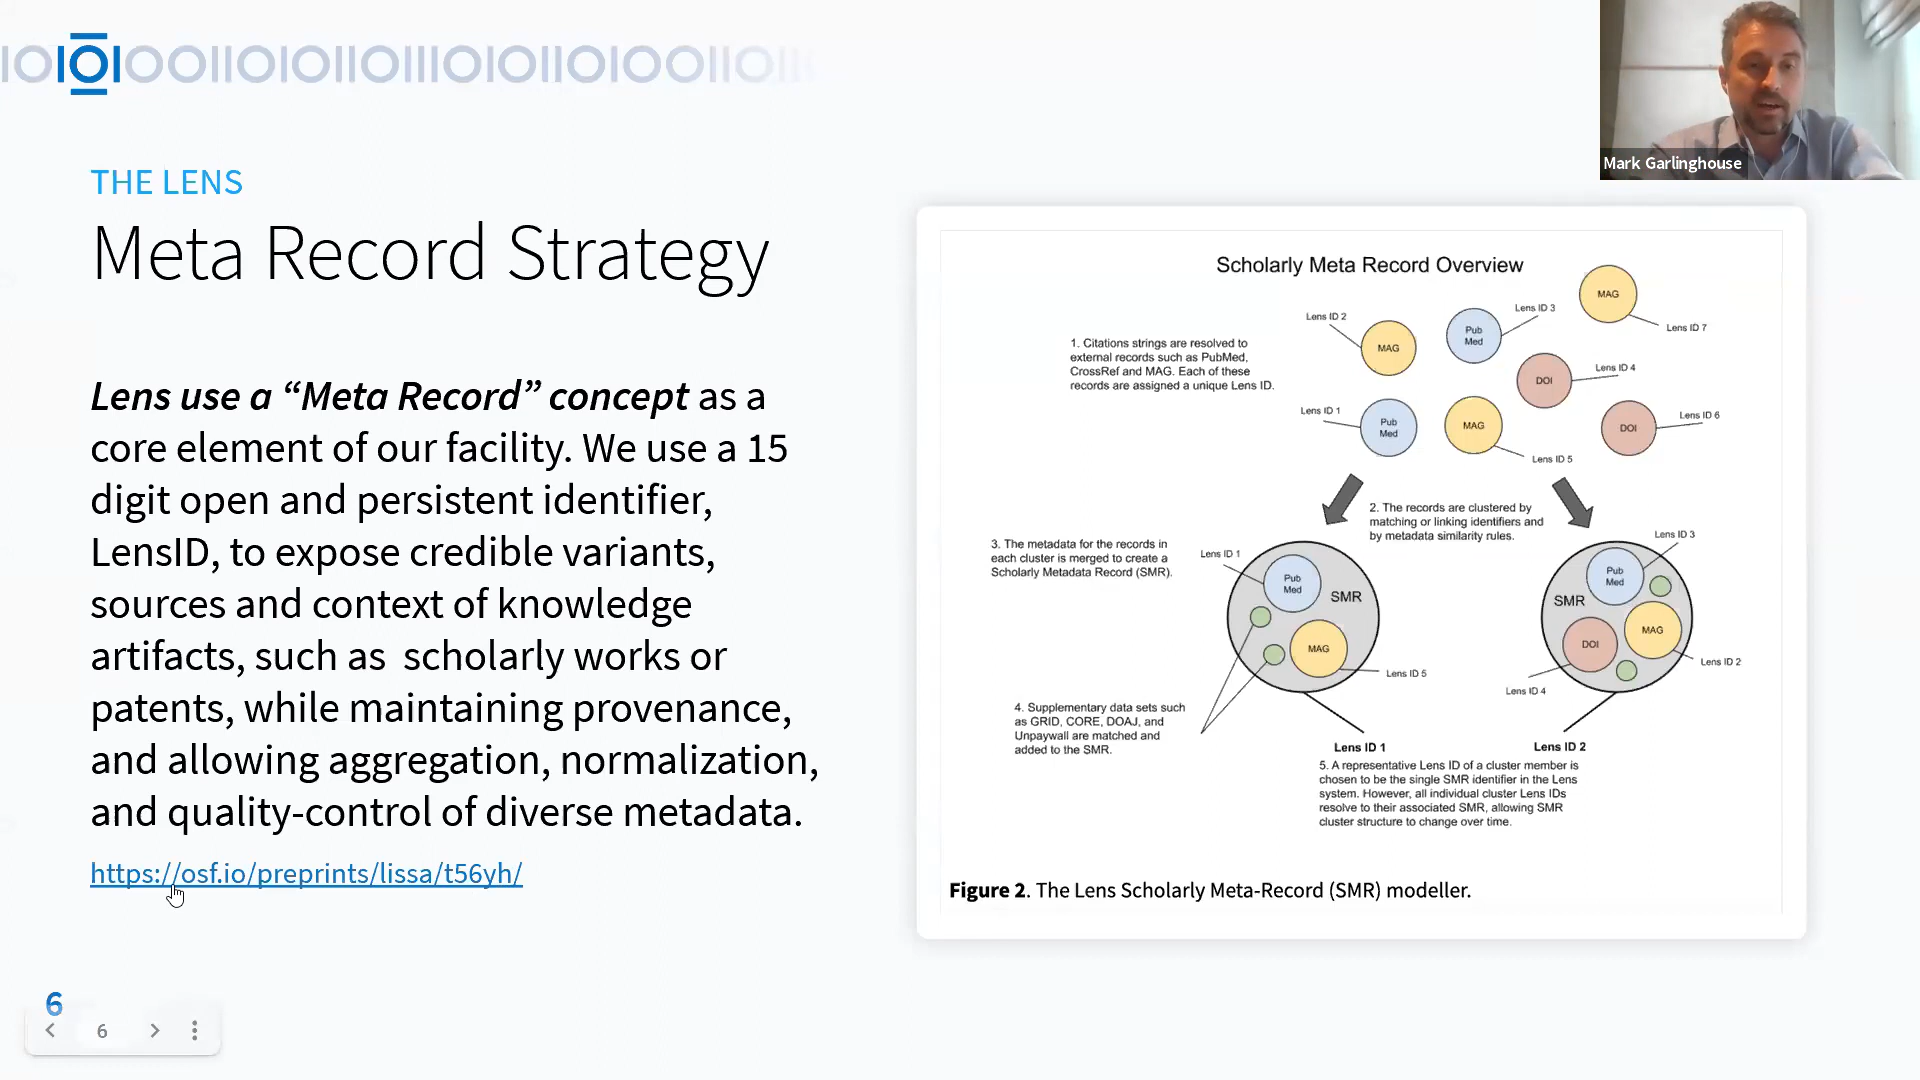 Mark Garlinghouse
THE LENS
Meta Record Strategy
Lens use a “Meta Record” concept as a
core element of our facility. We use a 15
digit open and persistent identifier,
LensID, to expose credible variants,
sources and context of knowledge
artifacts, such as scholarly works or
patents, while maintaining provenance,
and allowing aggregation, normalization,
and quality-control of diverse metadata.
https://osf.io/preprints/lissa/t56yh/
Scholarly Meta Record Overview
MAG
Lens ID 7
Lens ID 2
MAG
Pub
Med
Lens ID 3
1. Citations strings are resolved to
external records such as PubMed,
CrossRef and MAG. Each of these
records are assigned a unique Lens ID.
DOI
Lens ID 4
Lens ID 1
Pub
Med
MAG
Lens ID 5
DOI
Lens ID 6
2. The records are clustered by
matching or linking identifiers and
by metadata similarity rules.
3. The metadata for the records in
each cluster is merged to create a
Scholarly Metadata Record (SMR).
Lens ID 1
Pub
Med
SMR
MAG
Lens ID 5
Lens ID 3
Pub
Med
SMR
MAG
DOI
Lens ID 2
Lens ID 4
4. Supplementary data sets such
as GRID, CORE, DOAJ, and
Unpaywall are matched and
added to the SMR.
Lens ID 1
Lens ID 2
5. A representative Lens ID of a cluster member is
chosen to be the single SMR identifier in the Lens
system. However, all individual cluster Lens IDs
resolve to their associated SMR, allowing SMR
cluster structure to change over time.
Figure 2. The Lens Scholarly Meta-Record (SMR) modeller.
6
6